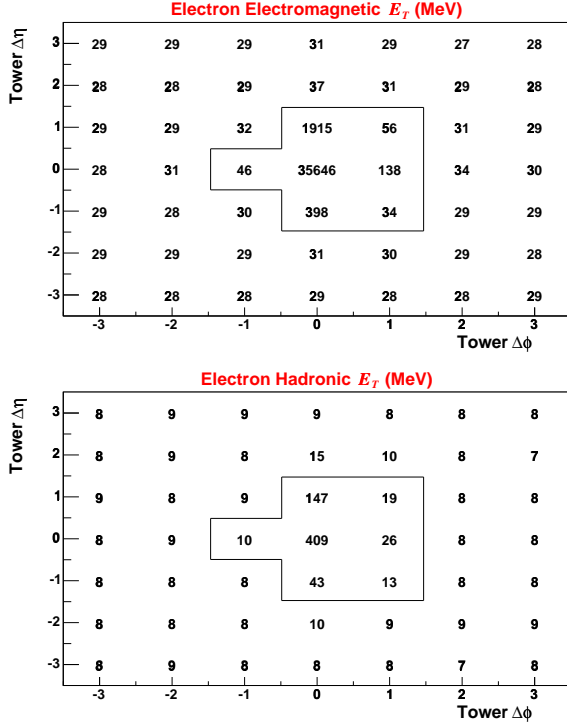 Electron Electromagnetic E_T (MeV)
Tower Δη
3 29 29 29 31 29 27 28
2 28 28 29 37 31 29 28
1 29 29 32 1915 56 31 29
0 28 31 46 35646 138 34 30
-1 29 28 30 398 34 29 29
-2 29 29 29 31 30 29 28
-3 28 28 28 29 28 28 29
-3 -2 -1 0 1 2 3
Tower Δϕ
Electron Hadronic E_T (MeV)
Tower Δη
3 8 9 9 9 8 8 8
2 8 9 8 15 10 8 7
1 9 8 9 147 19 8 8
0 8 9 10 409 26 8 8
-1 8 8 8 43 13 8 8
-2 8 8 8 10 9 9 9
-3 8 9 8 8 8 7 8
-3 -2 -1 0 1 2 3
Tower Δϕ